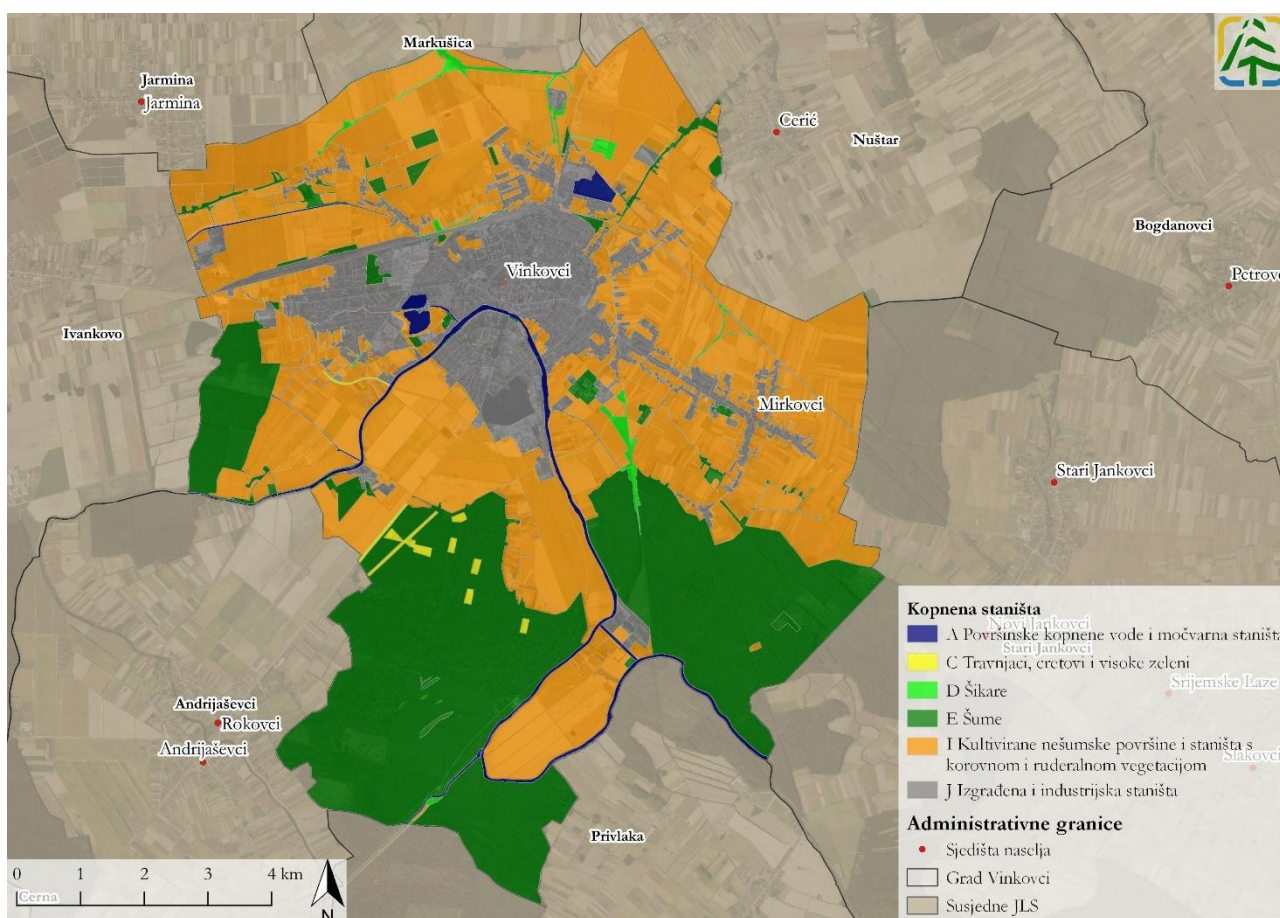 Markušica
Jarmina
Jarmina
Cerić
Nuštar
Bogdanovci
Vinkovci
Ivankovo
Mirkovci
Stari Jankovci
Andrijaševci
Rokovci
Andrijaševci
Privlaka
Kopnena staništa
A Površinske kopnene vode i močvarna staništa
Novi Jankovci
Stari Jankovci
C Travnjaci, cretovi i visoke zeleni
D Šikare
Srijemske Laze
E Šume
I Kultivirane nešumske površine i staništa s
korovnom i ruderalnom vegetacijom
J Izgrađena i industrijska staništa
Administrativne granice
Sjedišta naselja
Grad Vinkovci
Susjedne JLS
0 1 2 3 4 km
Cerna
N